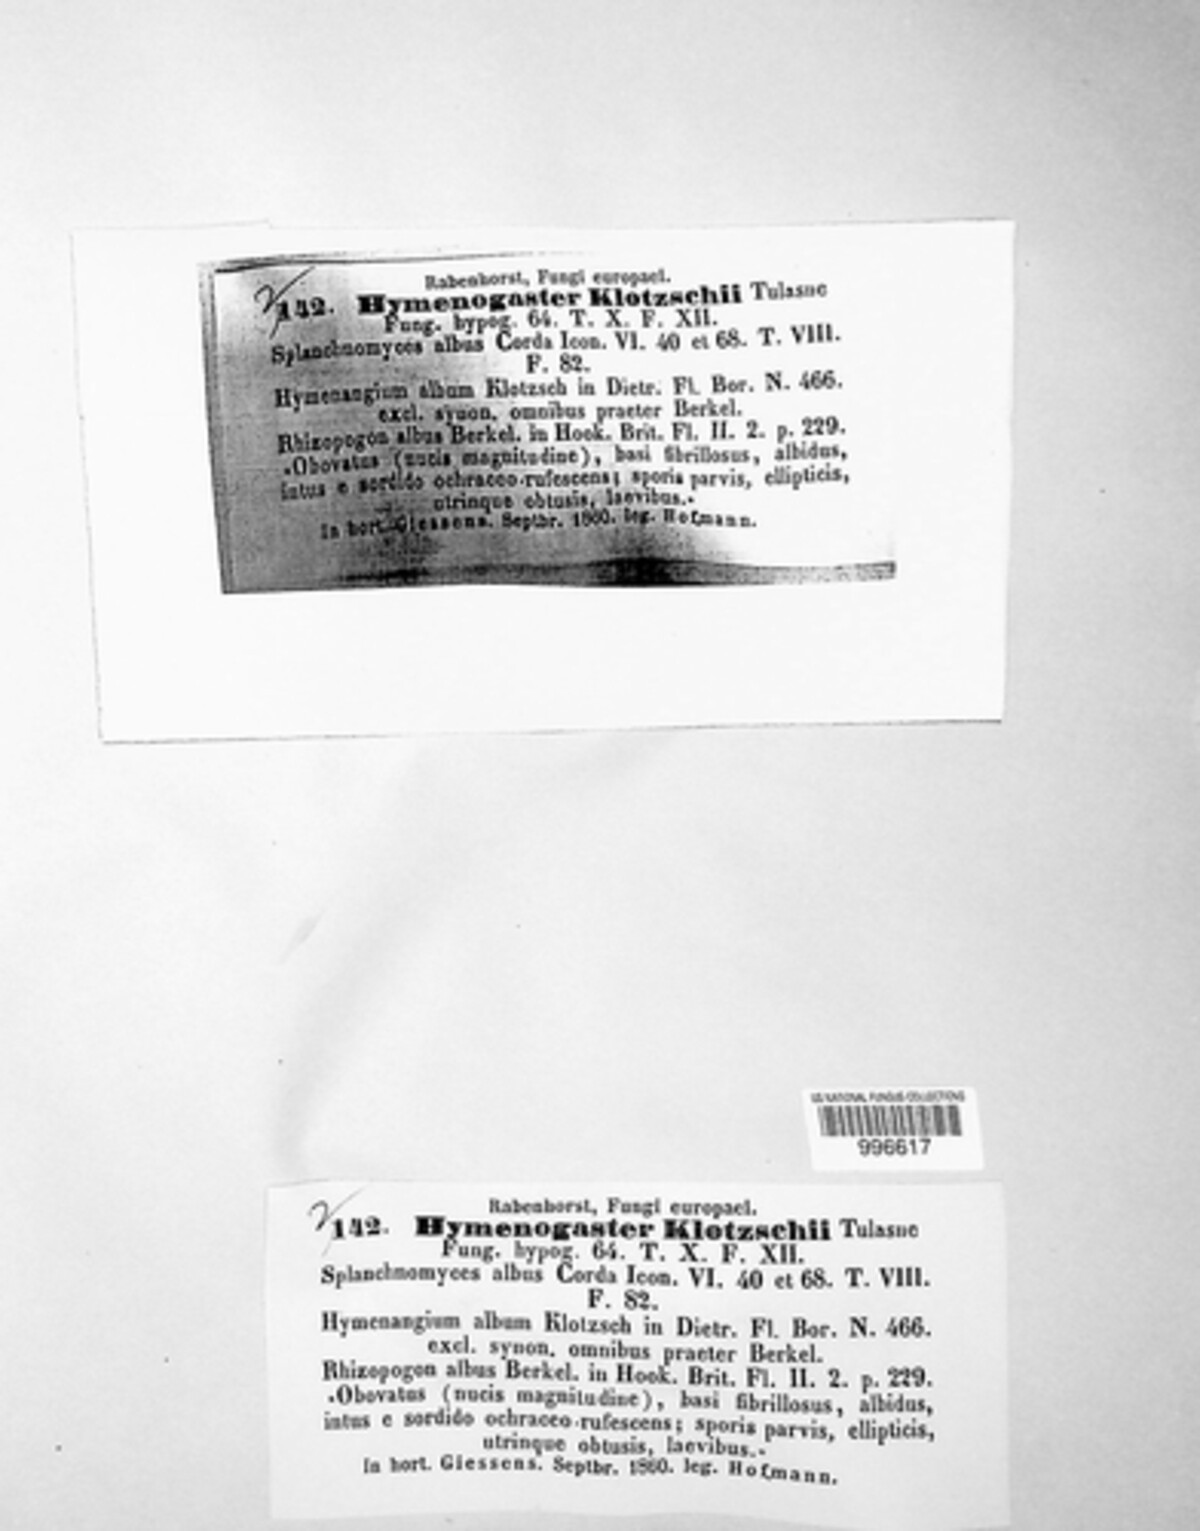 Rabenhorst, Fungi europaei.
142. Hymenogaster Klotzschii Tulasne
Fung. hypog. 64. T. X. F. XII.
Splanchnomyces albus Corda Icon. VI. 40 et 68. T. VIII.
F. 82.
Hymenangium album Klotzsch in Dietr. Fl. Bor. N. 466.
excl. synon. omnibus praeter Berkel.
Rhizopogon albus Berkel. in Hook. Brit. Fl. II. 2. p. 229.
„Obovatus (nucis magnitudine), basi fibrillosus, albidus,
intus e sordido ochraceo-rufescens; sporis parvis, ellipticis,
utrinque obtusis, laevibus.“
In hort. Giessens. Septbr. 1860. leg. Hofmann.
US NATIONAL FUNGUS COLLECTIONS
996617
Rabenhorst, Fungi europaei.
142. Hymenogaster Klotzschii Tulasne
Fung. hypog. 64. T. X. F. XII.
Splanchnomyces albus Corda Icon. VI. 40 et 68. T. VIII.
F. 82.
Hymenangium album Klotzsch in Dietr. Fl. Bor. N. 466.
excl. synon. omnibus praeter Berkel.
Rhizopogon albus Berkel. in Hook. Brit. Fl. II. 2. p. 229.
„Obovatus (nucis magnitudine), basi fibrillosus, albidus,
intus e sordido ochraceo-rufescens; sporis parvis, ellipticis,
utrinque obtusis, laevibus.“
In hort. Giessens. Septbr. 1860. leg. Hofmann.